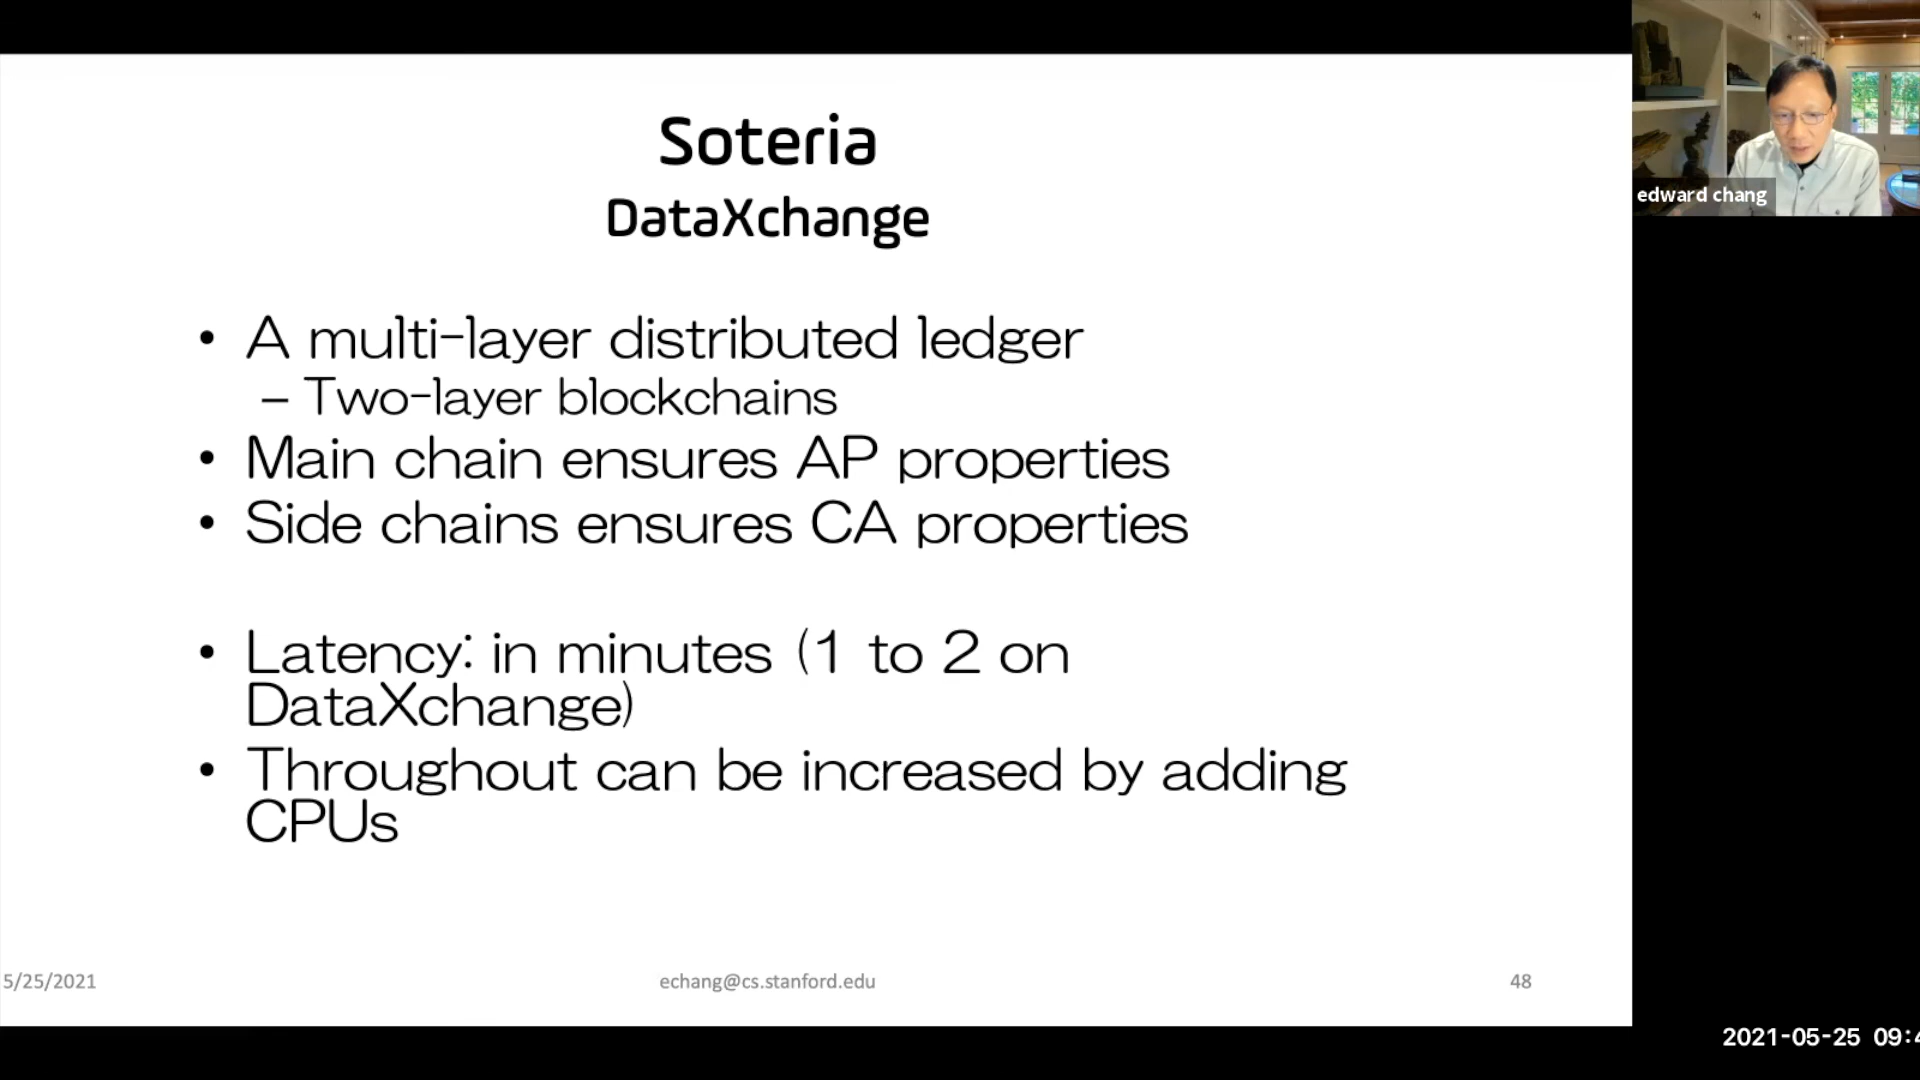 Soteria
DataXchange
• A multi-layer distributed ledger
– Two-layer blockchains
• Main chain ensures AP properties
• Side chains ensures CA properties
• Latency: in minutes (1 to 2 on
DataXchange)
• Throughout can be increased by adding
CPUs
5/25/2021
echang@cs.stanford.edu
48
edward chang
2021-05-25 09:4